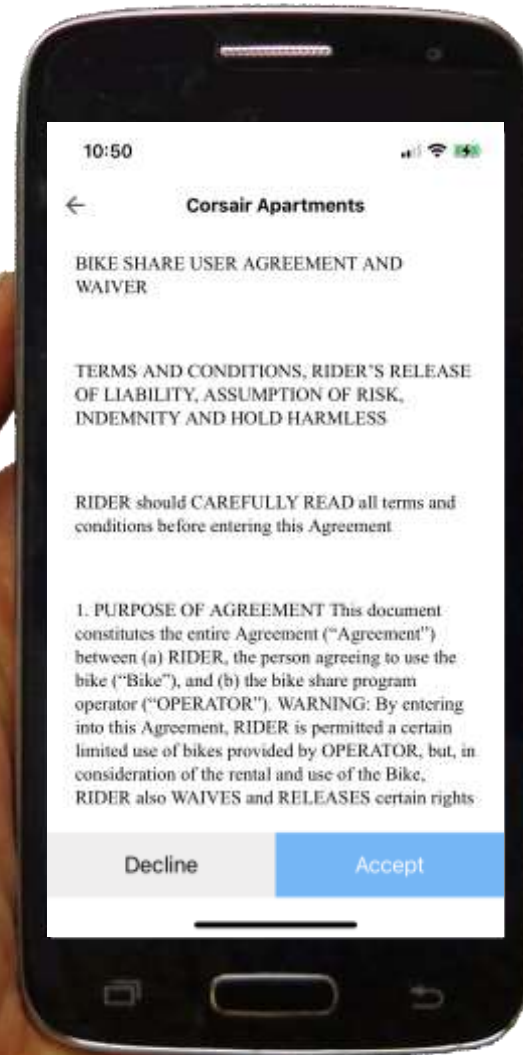 10:50
Corsair Apartments
BIKE SHARE USER AGREEMENT AND
WAIVER
TERMS AND CONDITIONS, RIDER'S RELEASE
OF LIABILITY, ASSUMPTION OF RISK,
INDEMNITY AND HOLD HARMLESS
RIDER should CAREFULLY READ all terms and
conditions before entering this Agreement
1. PURPOSE OF AGREEMENT This document
constitutes the entire Agreement (“Agreement”)
between (a) RIDER, the person agreeing to use the
bike (“Bike”), and (b) the bike share program
operator (“OPERATOR”). WARNING: By entering
into this Agreement, RIDER is permitted a certain
limited use of bikes provided by OPERATOR, but, in
consideration of the rental and use of the Bike,
RIDER also WAIVES and RELEASES certain rights
Decline
Accept